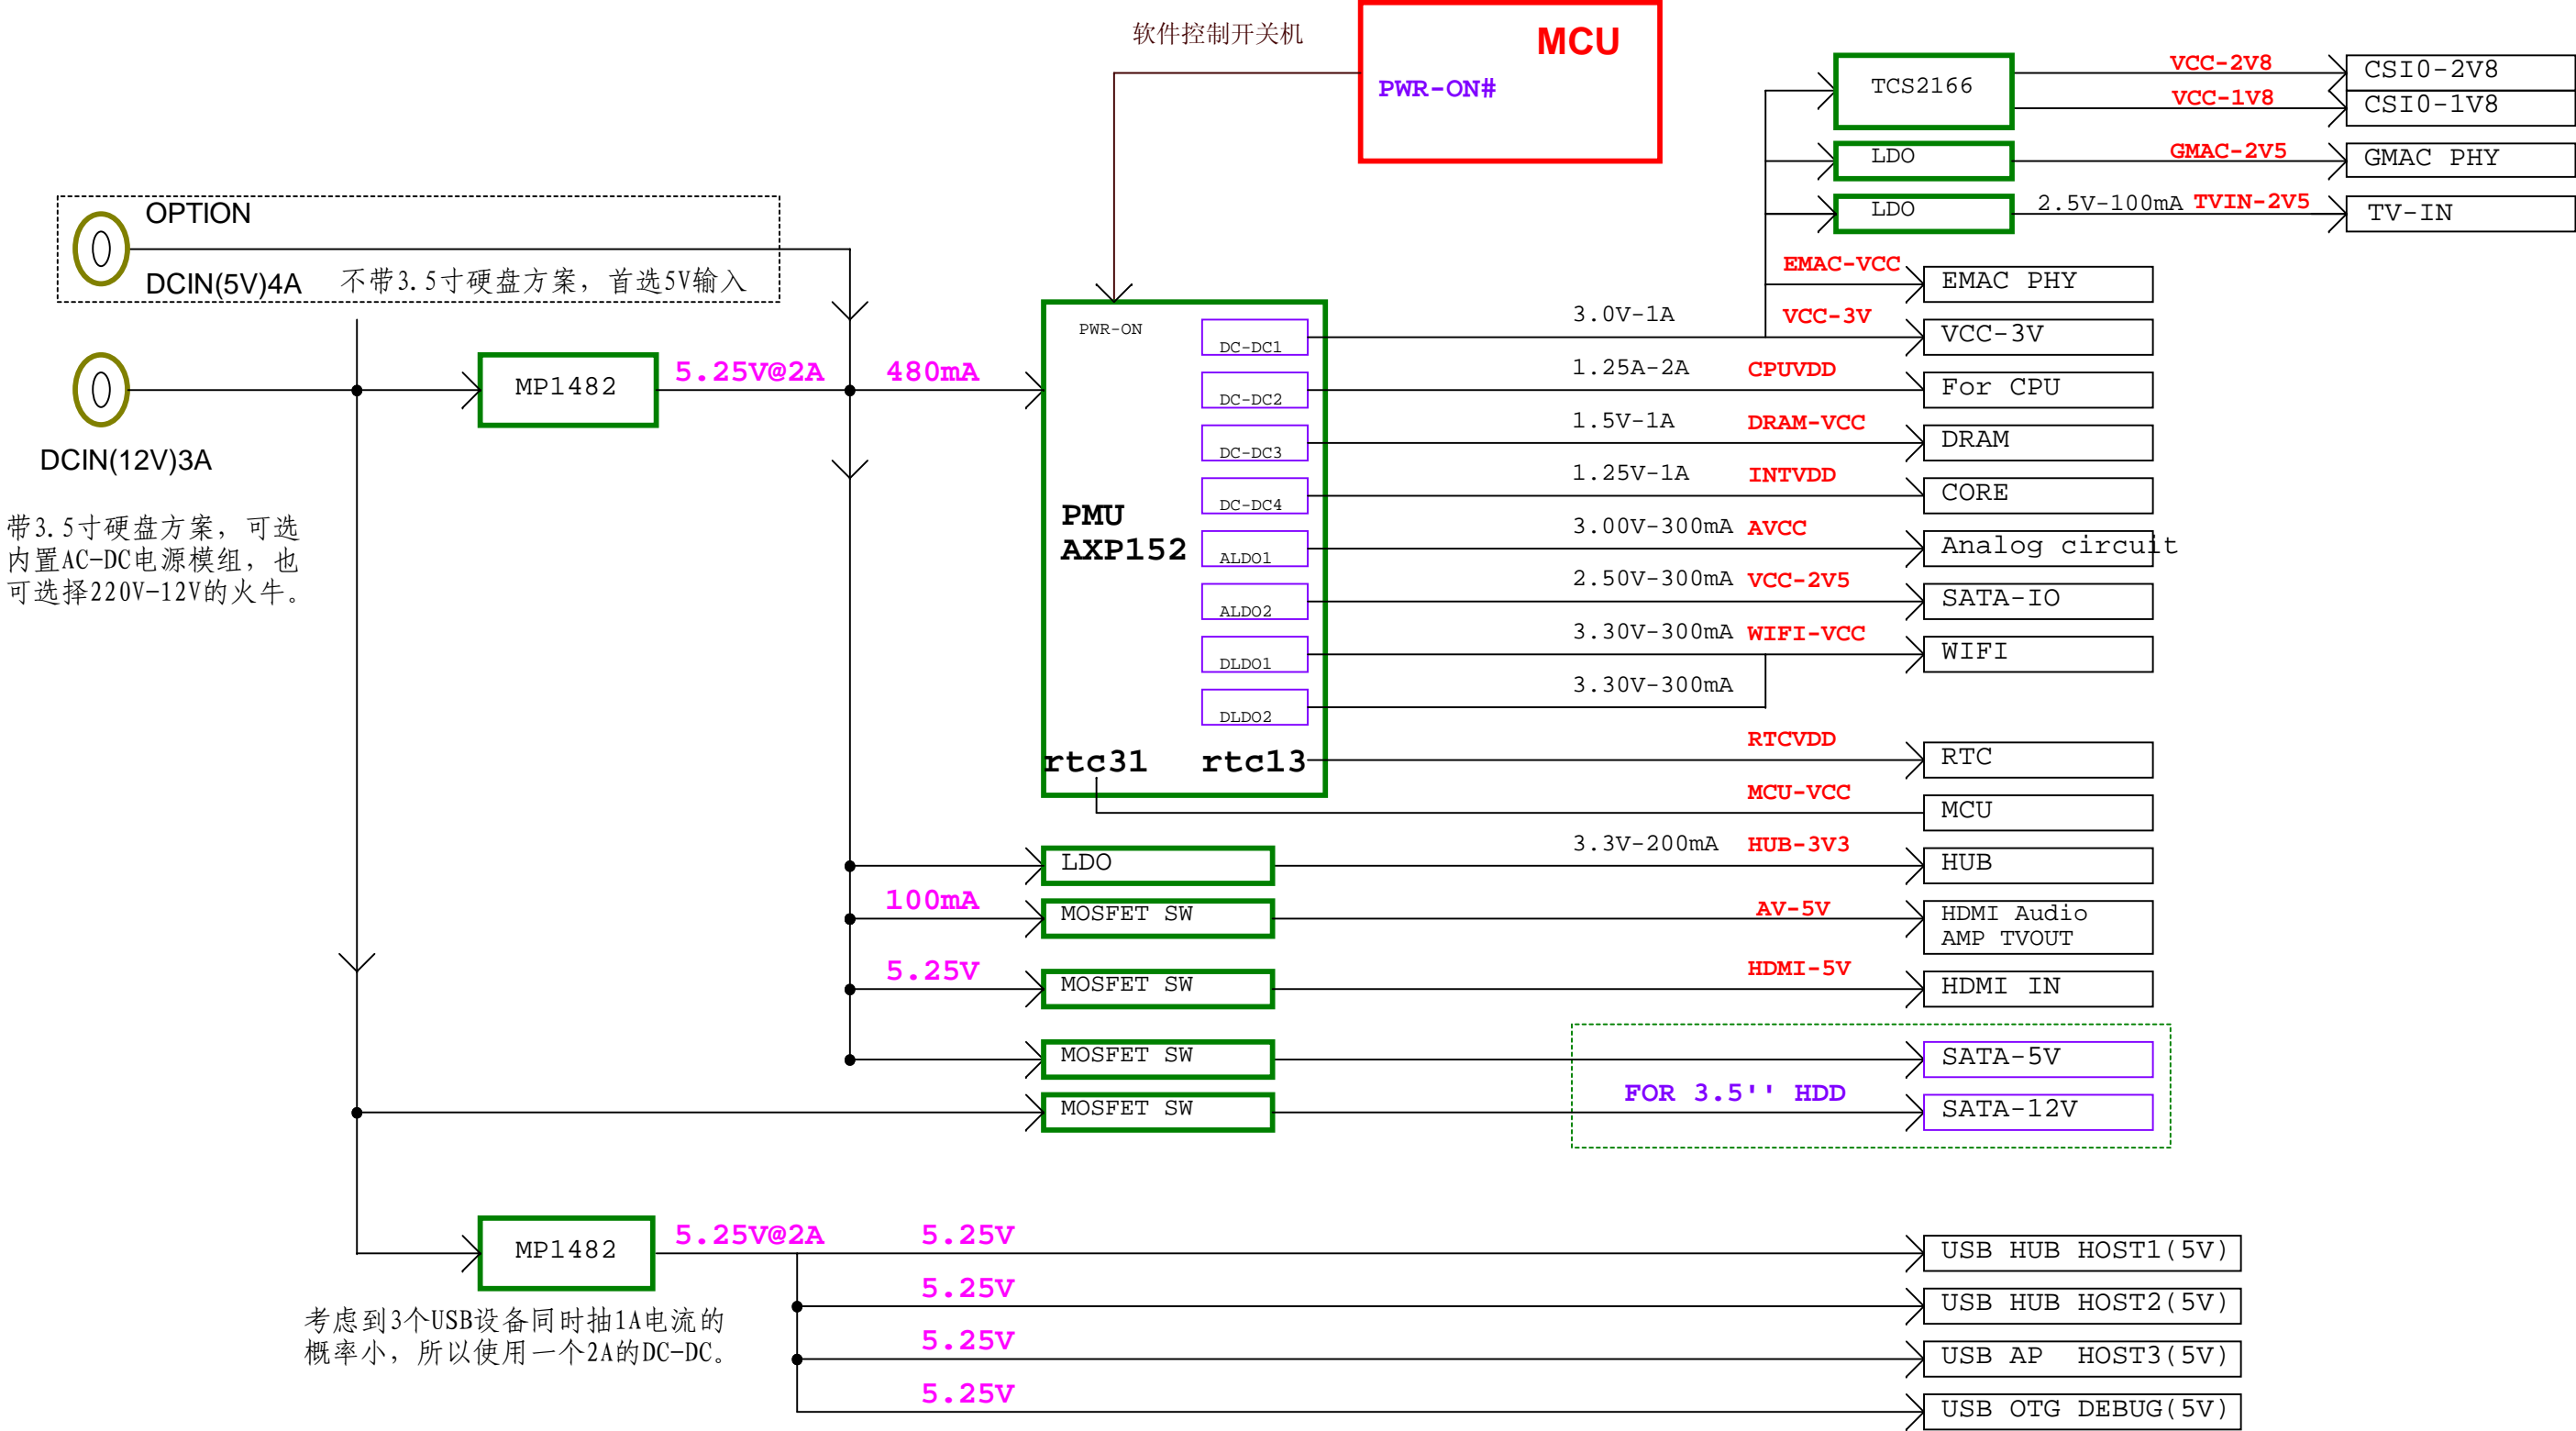 软件控制开关机
MCU
PWR-ON#
TCS2166
VCC-2V8
CSI0-2V8
VCC-1V8
CSI0-1V8
LDO
GMAC-2V5
GMAC PHY
LDO
2.5V-100mA TVIN-2V5
TV-IN
OPTION
DCIN(5V)4A
不带3.5寸硬盘方案，首选5V输入
EMAC-VCC
EMAC PHY
PWR-ON
DC-DC1
3.0V-1A
VCC-3V
VCC-3V
MP1482
5.25V@2A
480mA
DC-DC2
1.25A-2A
CPUVDD
For CPU
DCIN(12V)3A
DC-DC3
1.5V-1A
DRAM-VCC
DRAM
带3.5寸硬盘方案，可选
内置AC-DC电源模组，也
可选择220V-12V的火牛。
PMU
AXP152
DC-DC4
1.25V-1A
INTVDD
CORE
ALDO1
3.00V-300mA AVCC
Analog circuit
ALDO2
2.50V-300mA VCC-2V5
SATA-IO
DLDO1
3.30V-300mA WIFI-VCC
WIFI
DLDO2
3.30V-300mA
rtc31
rtc13
RTCVDD
RTC
MCU-VCC
MCU
LDO
3.3V-200mA HUB-3V3
HUB
100mA
MOSFET SW
AV-5V
HDMI Audio
AMP TVOUT
5.25V
MOSFET SW
HDMI-5V
HDMI IN
MOSFET SW
SATA-5V
FOR 3.5'' HDD
MOSFET SW
SATA-12V
MP1482
5.25V@2A
5.25V
USB HUB HOST1(5V)
5.25V
USB HUB HOST2(5V)
考虑到3个USB设备同时抽1A电流的
概率小，所以使用一个2A的DC-DC。
5.25V
USB AP HOST3(5V)
5.25V
USB OTG DEBUG(5V)